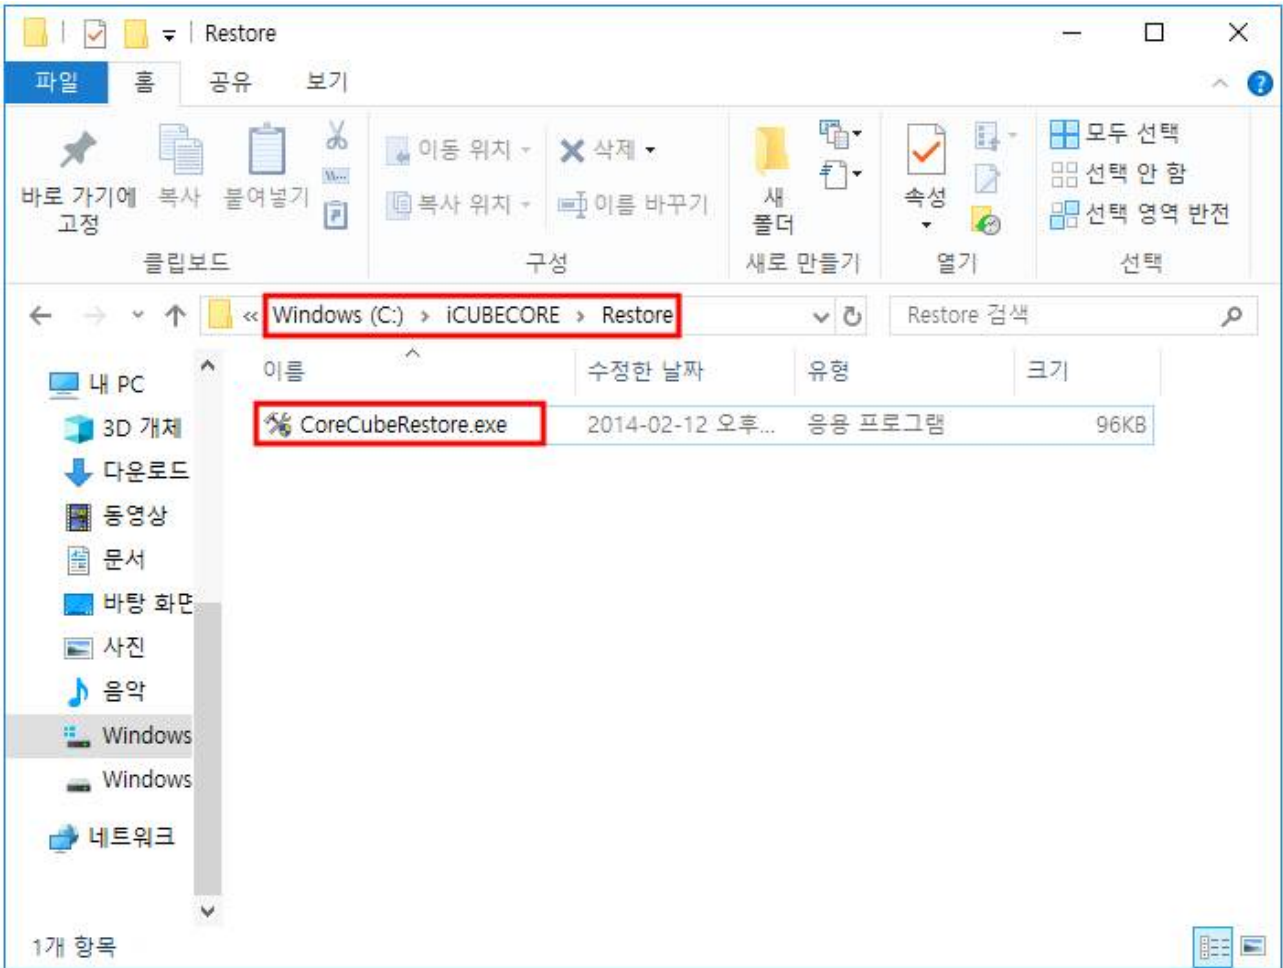 Restore
파일 홈 공유 보기
바로 가기에 고정
복사
붙여넣기
이동 위치
복사 위치
삭제
이름 바꾸기
새 폴더
속성
모두 선택
선택 안 함
선택 영역 반전
클립보드 구성 새로 만들기 열기 선택
« Windows (C:) › iCUBECORE › Restore
Restore 검색
이름 수정한 날짜 유형 크기
CoreCubeRestore.exe 2014-02-12 오후... 응용 프로그램 96KB
내 PC
3D 개체
다운로드
동영상
문서
바탕 화면
사진
음악
Windows
Windows
네트워크
1개 항목